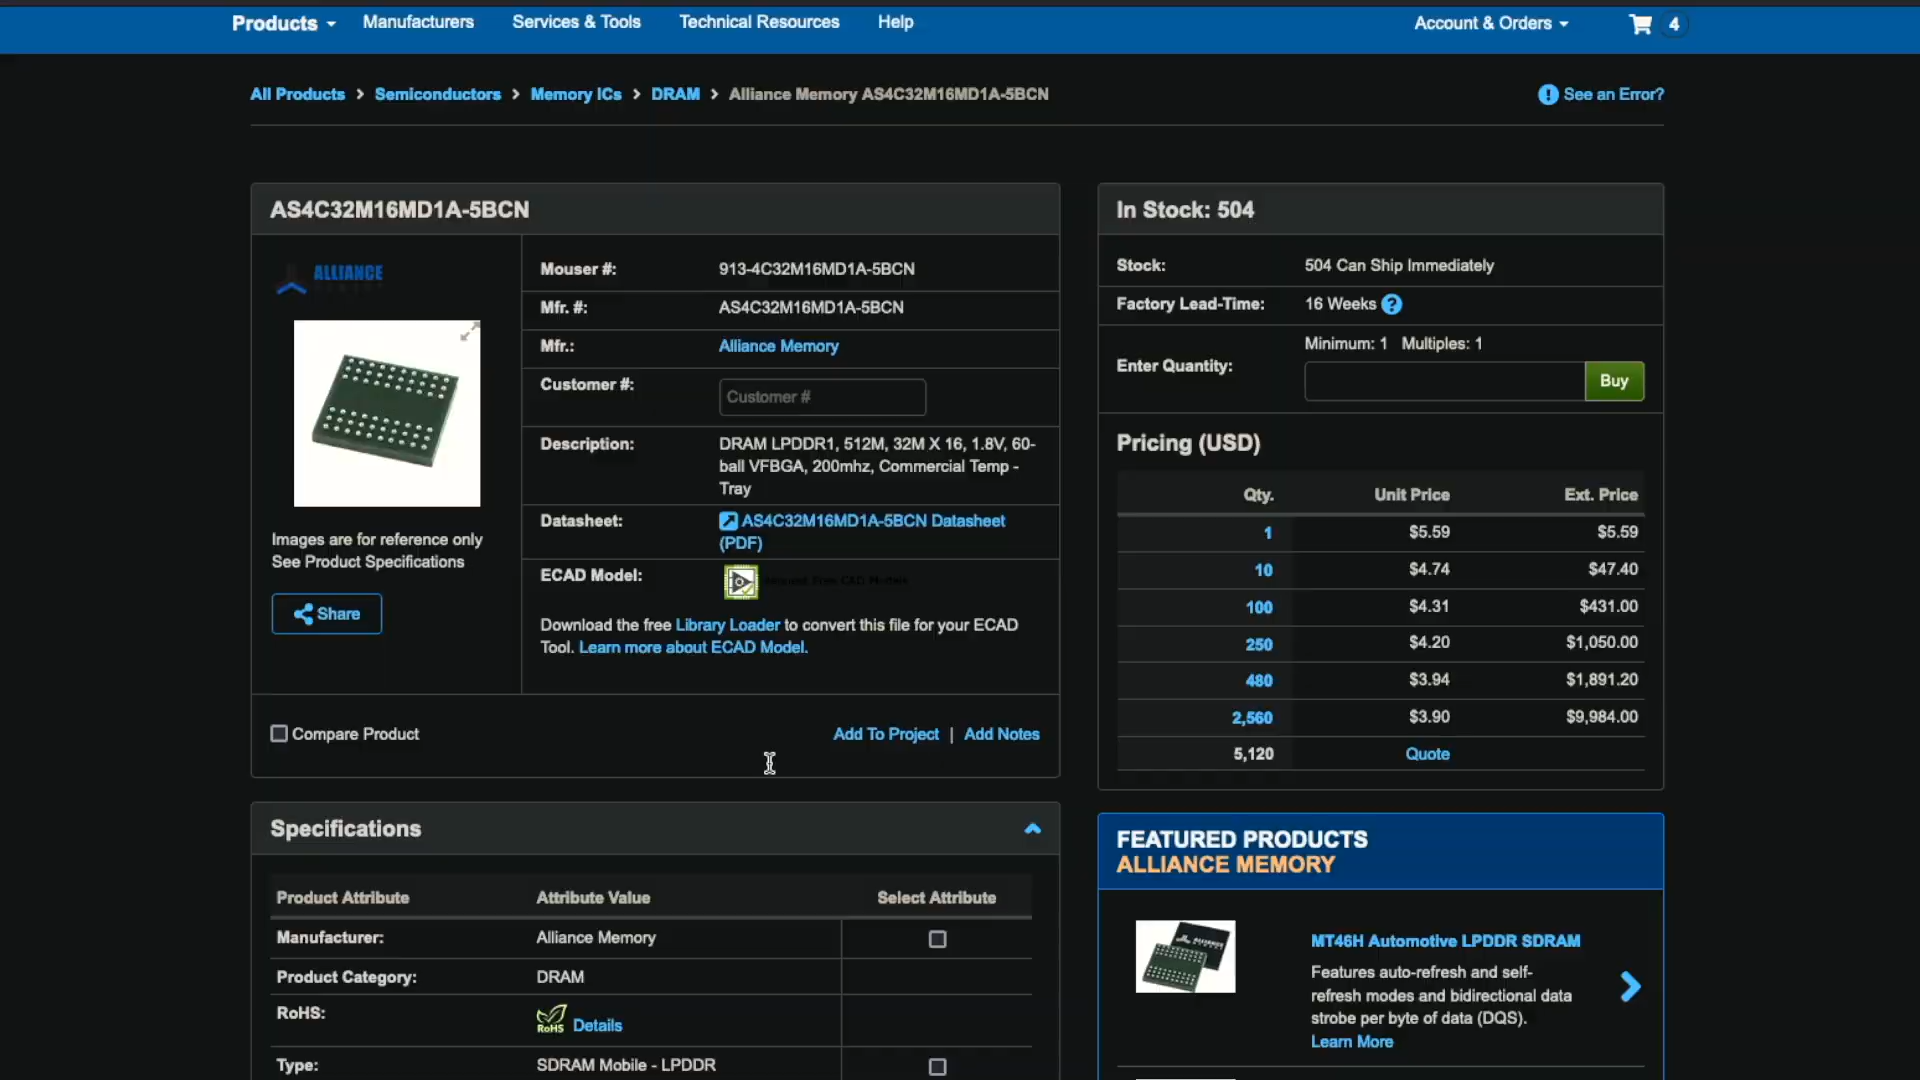 Products
Manufacturers
Services & Tools
Technical Resources
Help
Account & Orders
4
All Products > Semiconductors > Memory ICs > DRAM > Alliance Memory AS4C32M16MD1A-5BCN
See an Error?
AS4C32M16MD1A-5BCN
ALLIANCE
Images are for reference only
See Product Specifications
Share
Mouser #: 913-4C32M16MD1A-5BCN
Mfr. #: AS4C32M16MD1A-5BCN
Mfr.: Alliance Memory
Customer #: Customer #
Description: DRAM LPDDR1, 512M, 32M X 16, 1.8V, 60-
ball VFBGA, 200mhz, Commercial Temp -
Tray
Datasheet: AS4C32M16MD1A-5BCN Datasheet
(PDF)
ECAD Model:
Download the free Library Loader to convert this file for your ECAD
Tool. Learn more about ECAD Model.
Compare Product
Add To Project | Add Notes
In Stock: 504
Stock: 504 Can Ship Immediately
Factory Lead-Time: 16 Weeks ?
Minimum: 1 Multiples: 1
Enter Quantity:
Buy
Pricing (USD)
Qty. Unit Price Ext. Price
1 $5.59 $5.59
10 $4.74 $47.40
100 $4.31 $431.00
250 $4.20 $1,050.00
480 $3.94 $1,891.20
2,560 $3.90 $9,984.00
5,120 Quote
Specifications
Product Attribute Attribute Value Select Attribute
Manufacturer: Alliance Memory
Product Category: DRAM
RoHS: RoHS Details
Type: SDRAM Mobile - LPDDR
FEATURED PRODUCTS
ALLIANCE MEMORY
MT46H Automotive LPDDR SDRAM
Features auto-refresh and self-
refresh modes and bidirectional data
strobe per byte of data (DQS).
Learn More